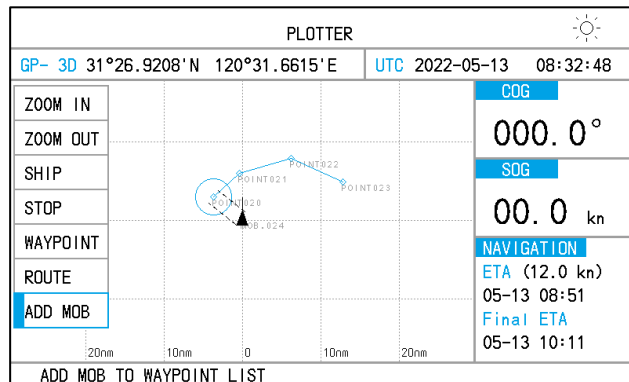 PLOTTER
GP- 3D 31°26.9208'N 120°31.6615'E UTC 2022-05-13 08:32:48
ZOOM IN
ZOOM OUT
SHIP
STOP
WAYPOINT
ROUTE
ADD MOB
POINT022
POINT021
POINT023
POINT020
MOB.024
20nm 10nm 0 10nm 20nm
COG
000.0°
SOG
00.0 kn
NAVIGATION
ETA (12.0 kn)
05-13 08:51
Final ETA
05-13 10:11
ADD MOB TO WAYPOINT LIST